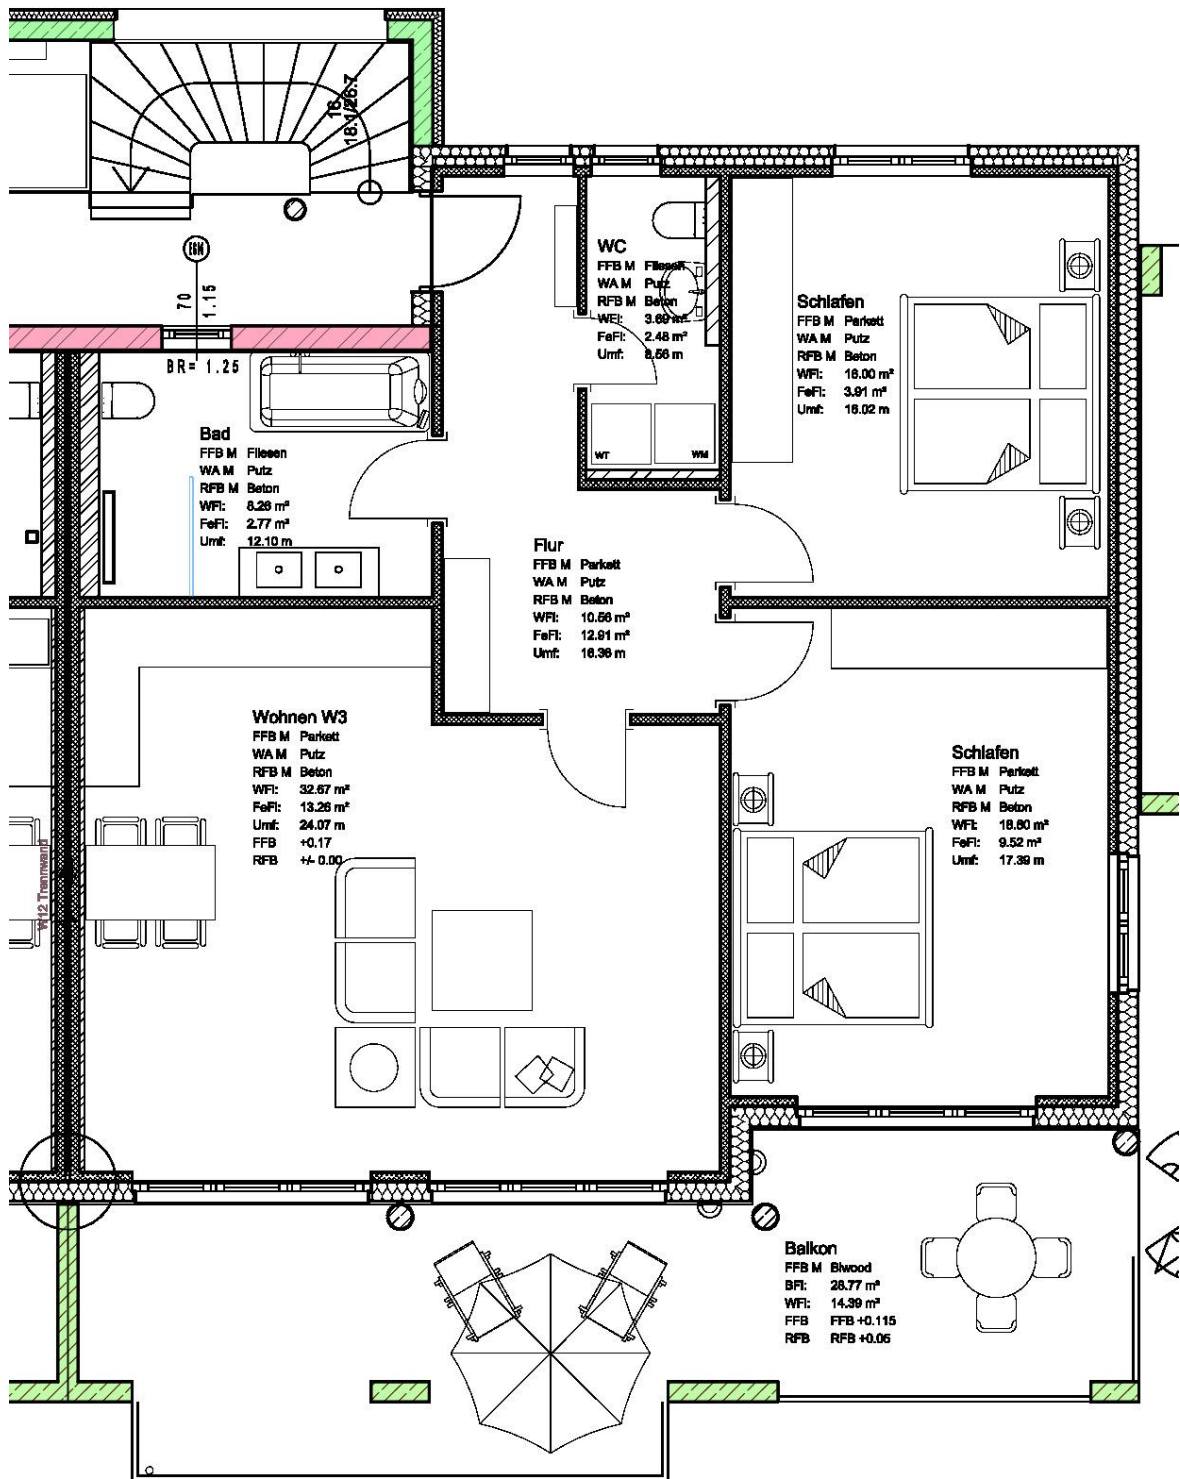 16
18.1/26.7
EGM
70
1.15
BR= 1.25
WC
FFB M Fliesen
WA M Putz
RFB M Beton
WFl: 3.69 m²
FeFl: 2.48 m²
Umf: 8.56 m
WT
WM
Schlafen
FFB M Parkett
WA M Putz
RFB M Beton
WFl: 16.00 m²
FeFl: 3.91 m²
Umf: 16.02 m
Bad
FFB M Fliesen
WA M Putz
RFB M Beton
WFl: 8.26 m²
FeFl: 2.77 m²
Umf: 12.10 m
Flur
FFB M Parkett
WA M Putz
RFB M Beton
WFl: 10.56 m²
FeFl: 12.91 m²
Umf: 16.36 m
Wohnen W3
FFB M Parkett
WA M Putz
RFB M Beton
WFl: 32.67 m²
FeFl: 13.26 m²
Umf: 24.07 m
FFB +0.17
RFB +/- 0.00
W12 Trennwand
Schlafen
FFB M Parkett
WA M Putz
RFB M Beton
WFl: 18.60 m²
FeFl: 9.52 m²
Umf: 17.39 m
Balkon
FFB M Biwood
BFl: 28.77 m²
WFl: 14.39 m²
FFB FFB +0.115
RFB RFB +0.05